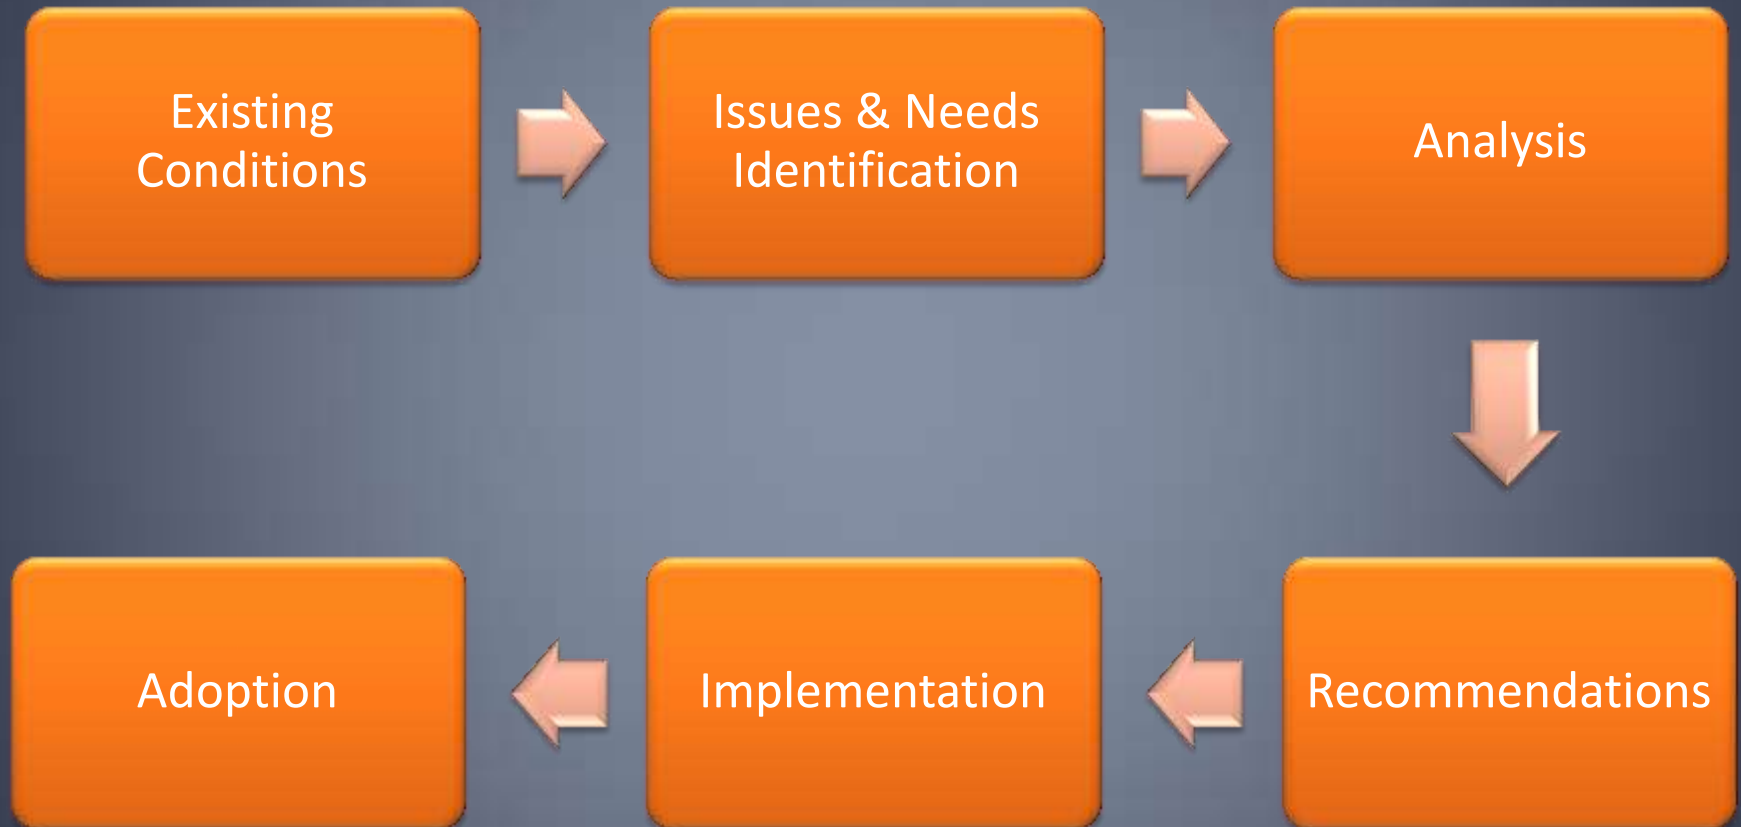 Existing
Conditions
Issues & Needs
Identification
Analysis
Recommendations
Implementation
Adoption